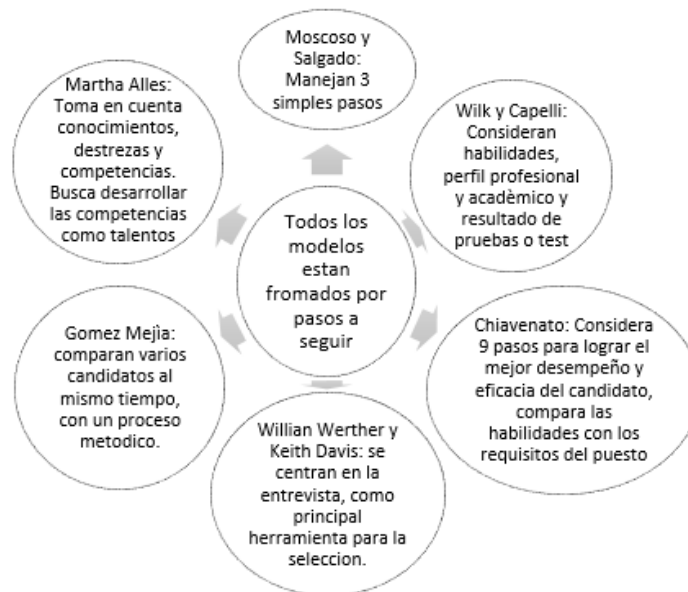 Moscoso y
Salgado:
Manejan 3
simples pasos
Martha Alles:
Toma en cuenta
conocimientos,
destrezas y
competencias.
Busca desarrollar
las competencias
como talentos
Wilk y Capelli:
Consideran
habilidades,
perfil profesional
y acadèmico y
resultado de
pruebas o test
Todos los
modelos
estan
fromados por
pasos a
seguir
Gomez Mejìa:
comparan varios
candidatos al
mismo tiempo,
con un proceso
metodico.
Chiavenato: Considera
9 pasos para lograr el
mejor desempeño y
eficacia del candidato,
compara las
habilidades con los
requisitos del puesto
Willian Werther y
Keith Davis: se
centran en la
entrevista, como
principal
herramienta para la
seleccion.